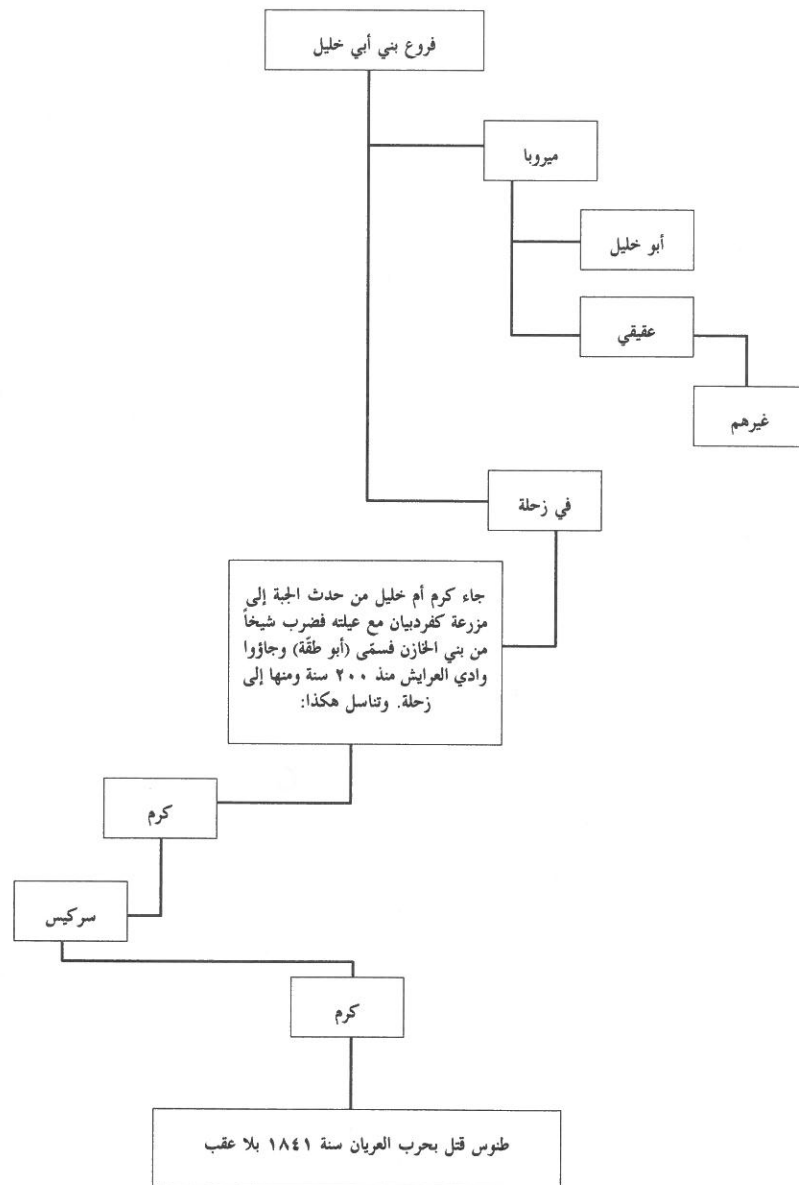 فروع بني أبي خليل
ميروبا
أبو خليل
عقيقي
غيرهم
في زحلة
جاء كرم أم خليل من حدث الجبة إلى
مزرعة كفردبيان مع عيلته فضرب شيخاً
من بني الخازن فسمّى (أبو طقّة) وجاؤوا
وادي العرايش منذ ٢٠٠ سنة ومنها إلى
زحلة. وتناسل هكذا:
كرم
سركيس
كرم
طنوس قتل بحرب العريان سنة ١٨٤١ بلا عقب